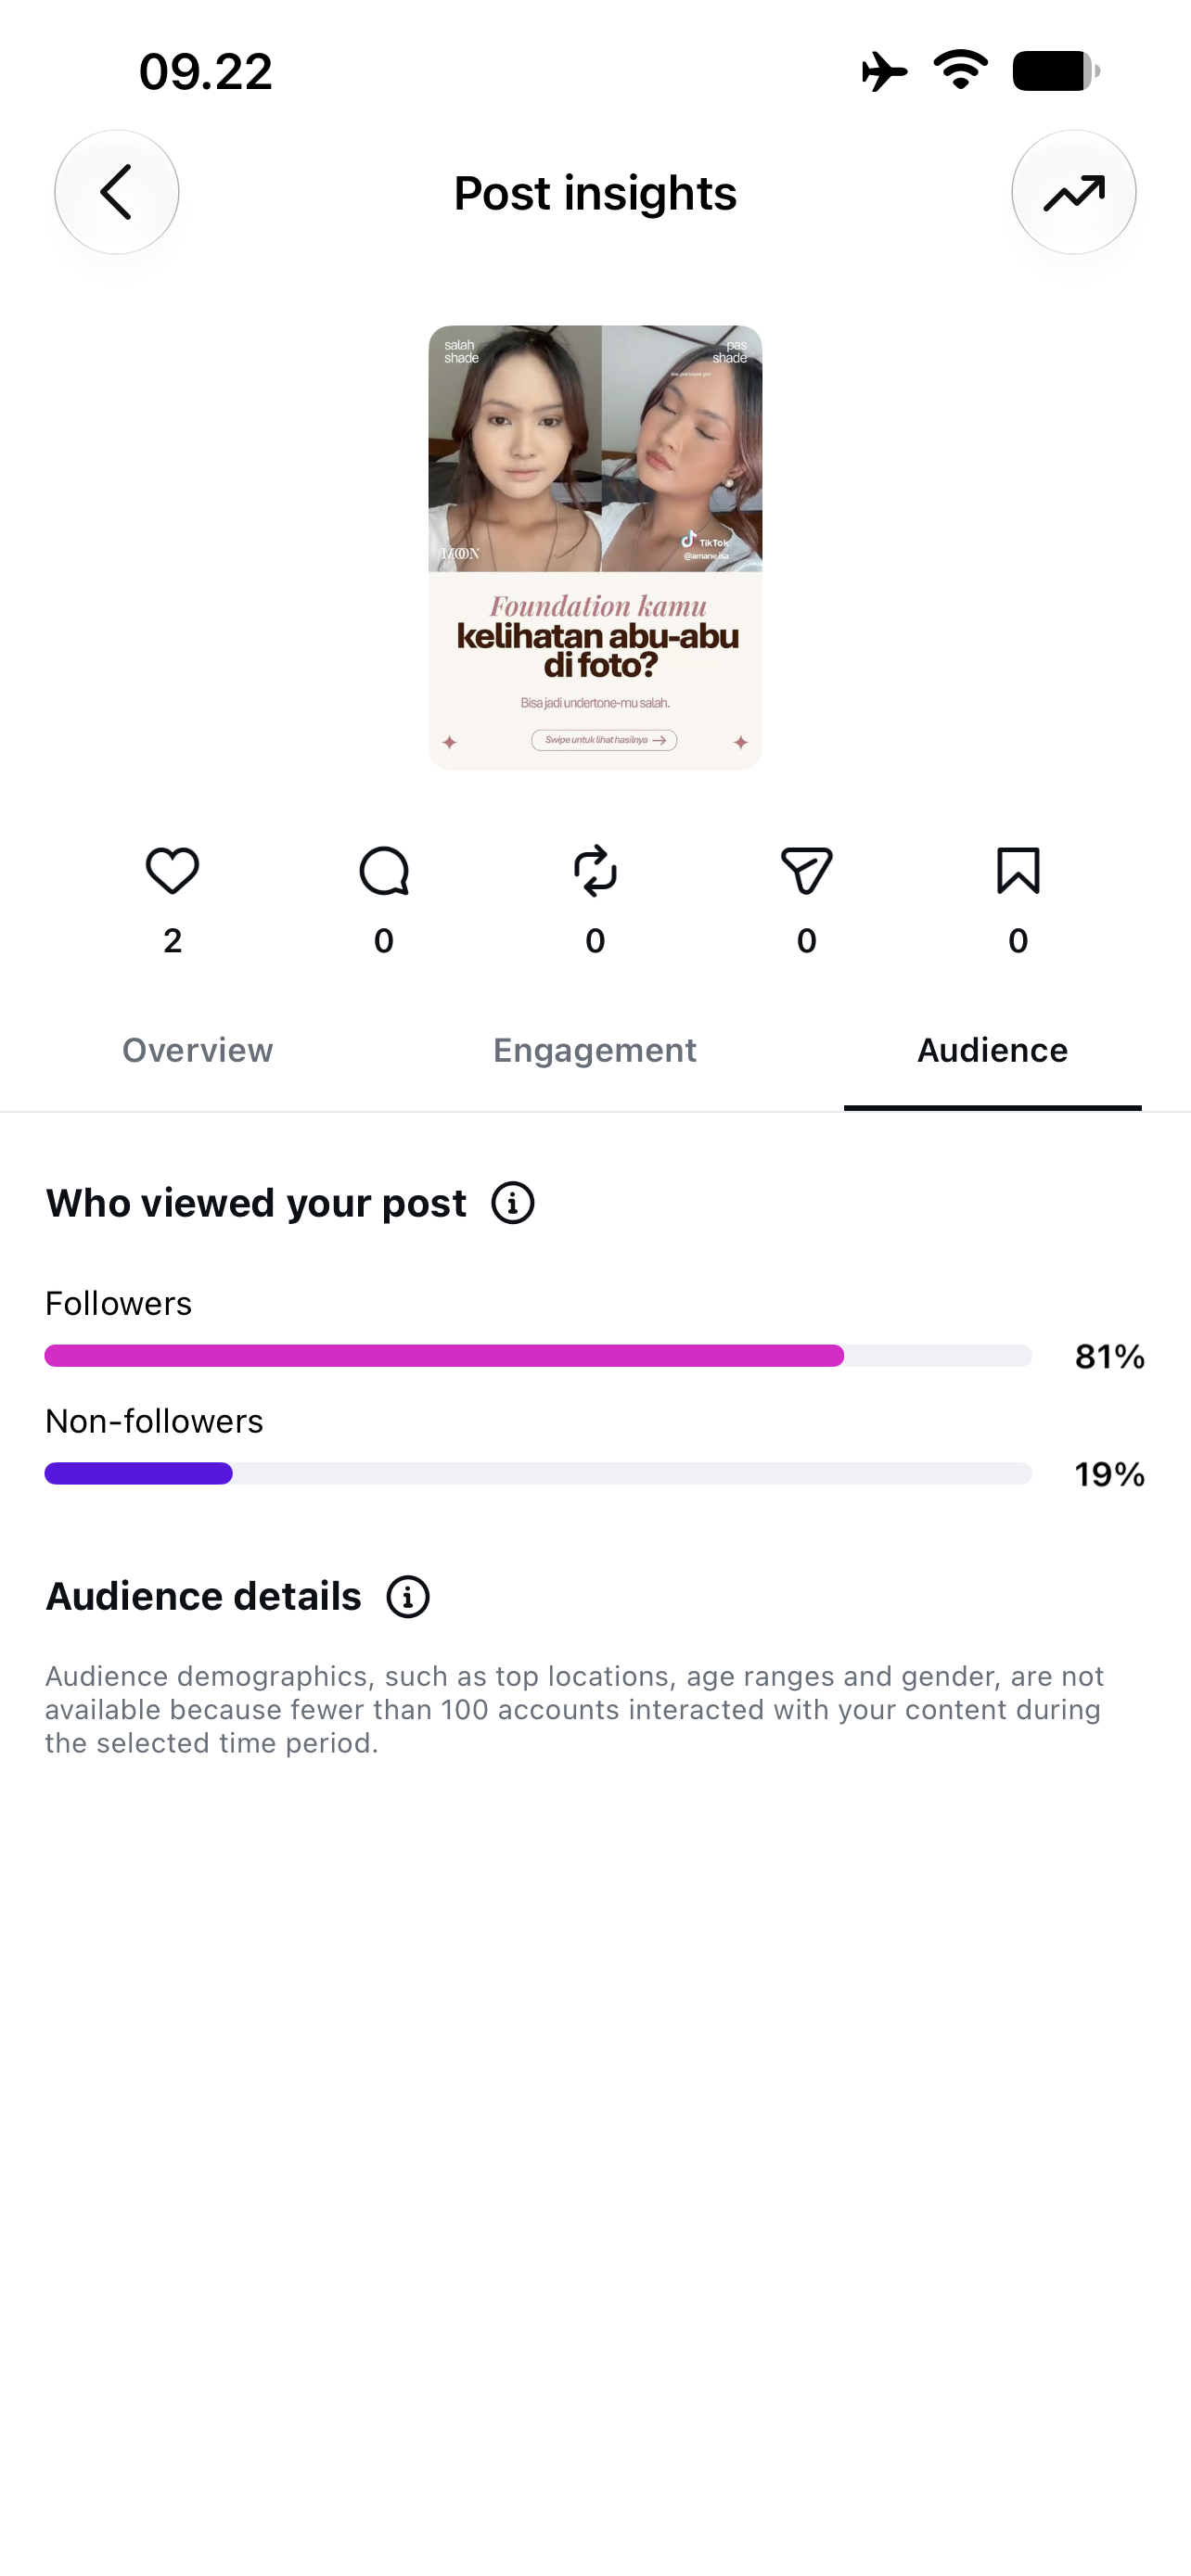 09.22
Post insights
salah
shade
pas
shade
MOON
TikTok
Foundation kamu
kelihatan abu-abu
di foto?
Bisa jadi undertone-mu salah.
Swipe untuk lihat hasilnya →
2
0
0
0
0
Overview
Engagement
Audience
Who viewed your post
Followers
81%
Non-followers
19%
Audience details
Audience demographics, such as top locations, age ranges and gender, are not
available because fewer than 100 accounts interacted with your content during
the selected time period.